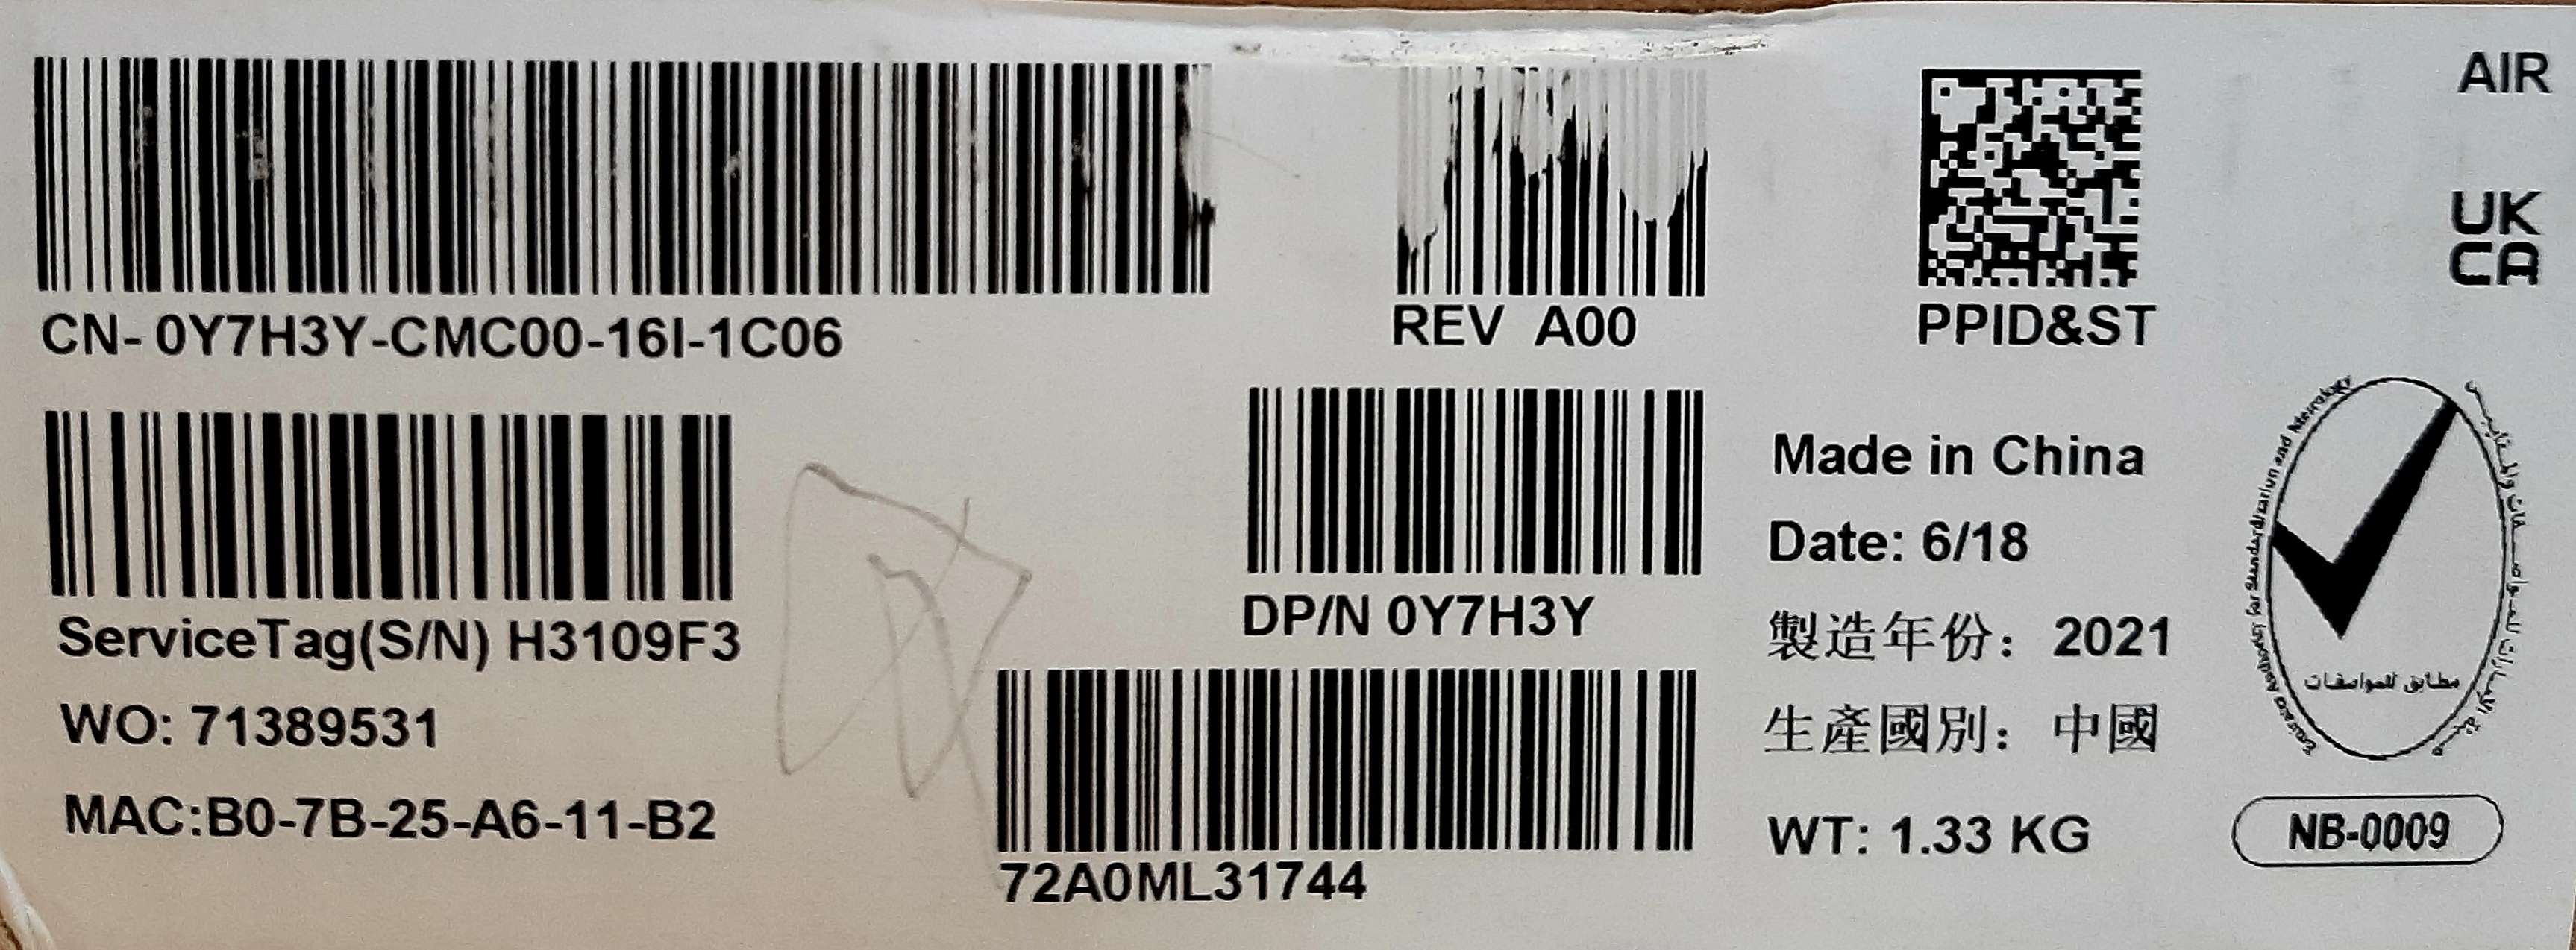 AIR
UK
CA
CN- 0Y7H3Y-CMC00-16I-1C06
REV A00
PPID&ST
ServiceTag(S/N) H3109F3
WO: 71389531
MAC:B0-7B-25-A6-11-B2
DP/N 0Y7H3Y
72A0ML31744
Made in China
Date: 6/18
製造年份: 2021
生產國別: 中國
WT: 1.33 KG
Authority for Standardization and Metrology
مطابق للمواصفات
NB-0009